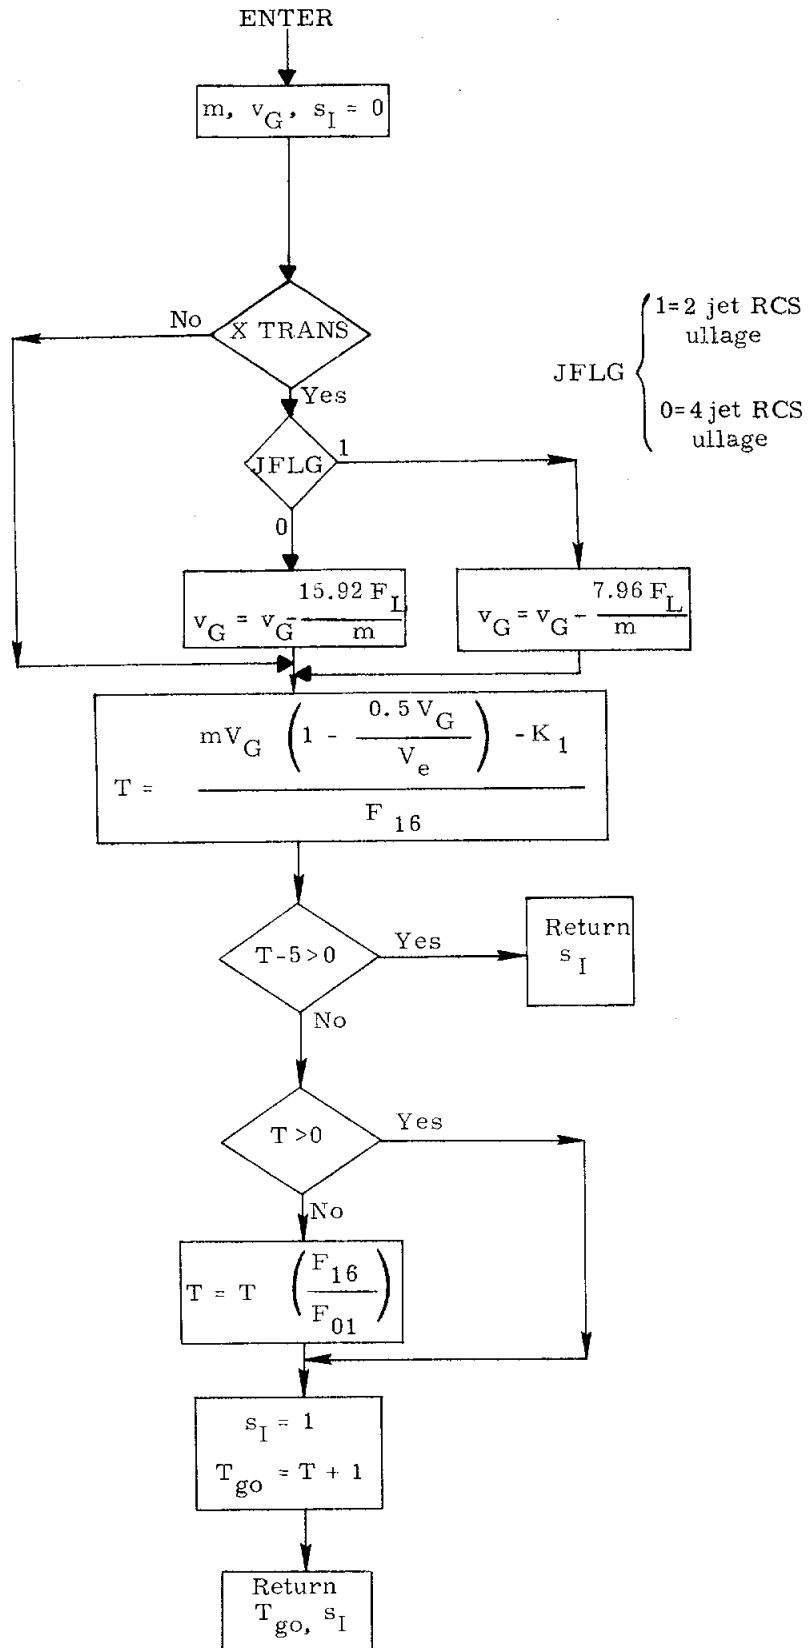 ENTER
m, v_G, s_I = 0
X TRANS
No
Yes
JFLG
1
0
JFLG { 1=2 jet RCS
ullage
0=4 jet RCS
ullage
v_G = v_G - 15.92 F_L / m
v_G = v_G - 7.96 F_L / m
T = ( mV_G ( 1 - 0.5 V_G / V_e ) - K_1 ) / F_16
T-5>0
Yes
Return
s_I
No
T>0
Yes
No
T = T ( F_16 / F_01 )
s_I = 1
T_go = T + 1
Return
T_go, s_I